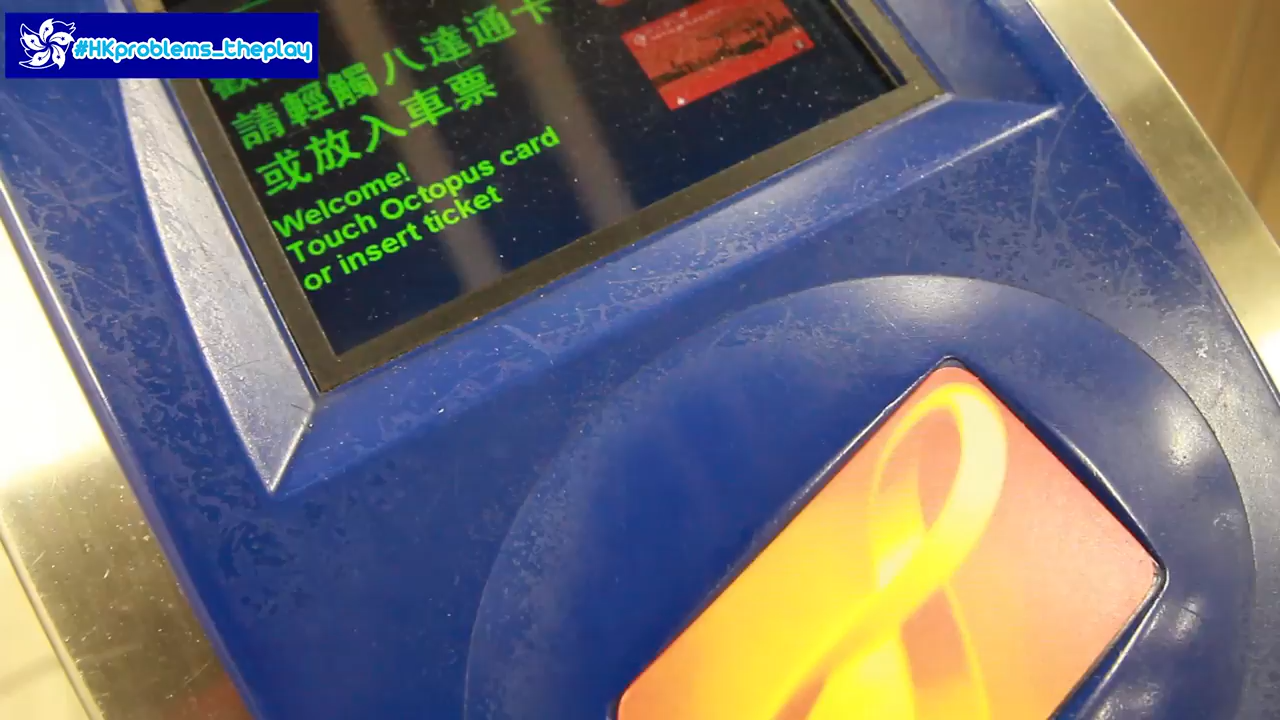 #HKproblems_theplay
請輕觸八達通卡
或放入車票
Welcome!
Touch Octopus card
or insert ticket